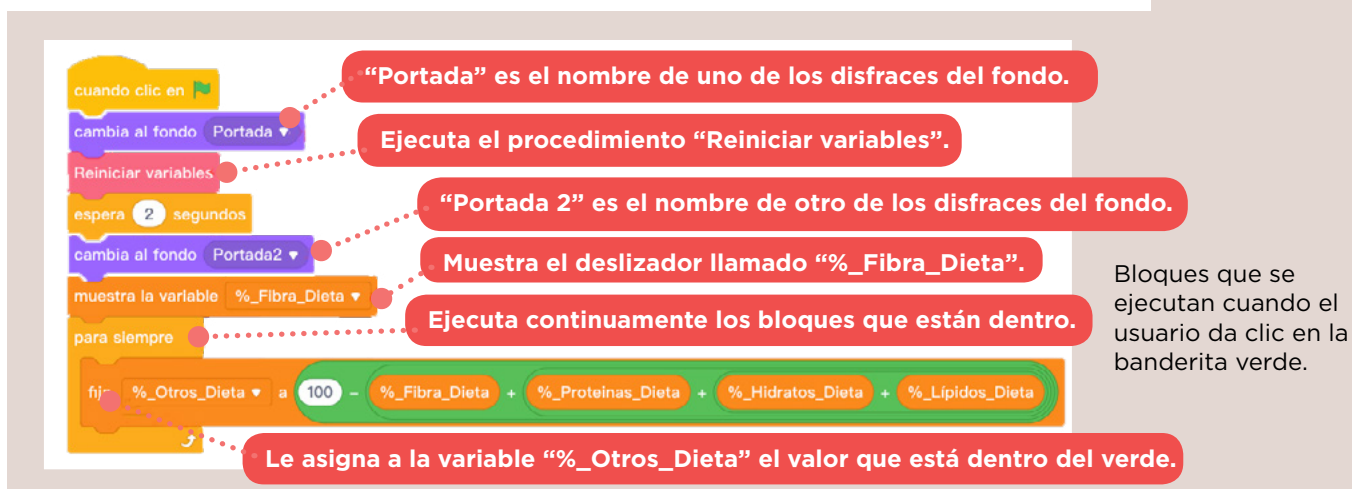 cuando clic en
“Portada” es el nombre de uno de los disfraces del fondo.
cambia al fondo Portada
Ejecuta el procedimiento “Reiniciar variables”.
Reiniciar variables
espera 2 segundos
“Portada 2” es el nombre de otro de los disfraces del fondo.
cambia al fondo Portada2
Muestra el deslizador llamado “%_Fibra_Dieta”.
muestra la variable %_Fibra_Dieta
Ejecuta continuamente los bloques que están dentro.
para siempre
fija %_Otros_Dieta a 100 - %_Fibra_Dieta + %_Proteinas_Dieta + %_Hidratos_Dieta + %_Lípidos_Dieta
Le asigna a la variable “%_Otros_Dieta” el valor que está dentro del verde.
Bloques que se
ejecutan cuando el
usuario da clic en la
banderita verde.